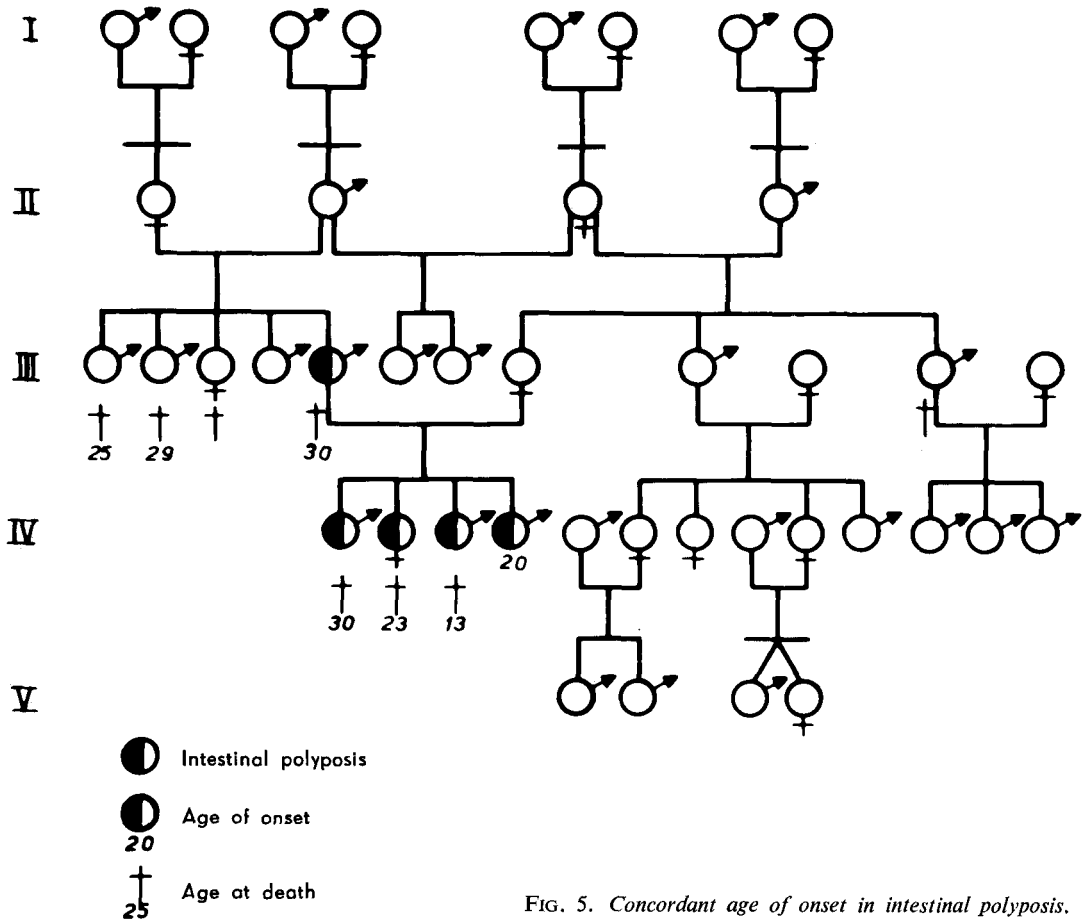 I
II
III
25 29 30
IV
20
30 23 13
V
Intestinal polyposis
Age of onset
20
Age at death
25
FIG. 5. Concordant age of onset in intestinal polyposis.